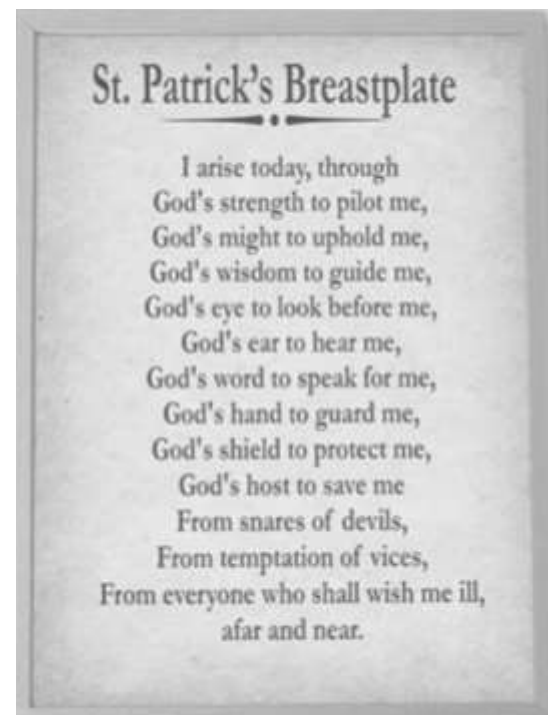 St. Patrick's Breastplate
I arise today, through
God's strength to pilot me,
God's might to uphold me,
God's wisdom to guide me,
God's eye to look before me,
God's ear to hear me,
God's word to speak for me,
God's hand to guard me,
God's shield to protect me,
God's host to save me
From snares of devils,
From temptation of vices,
From everyone who shall wish me ill,
afar and near.